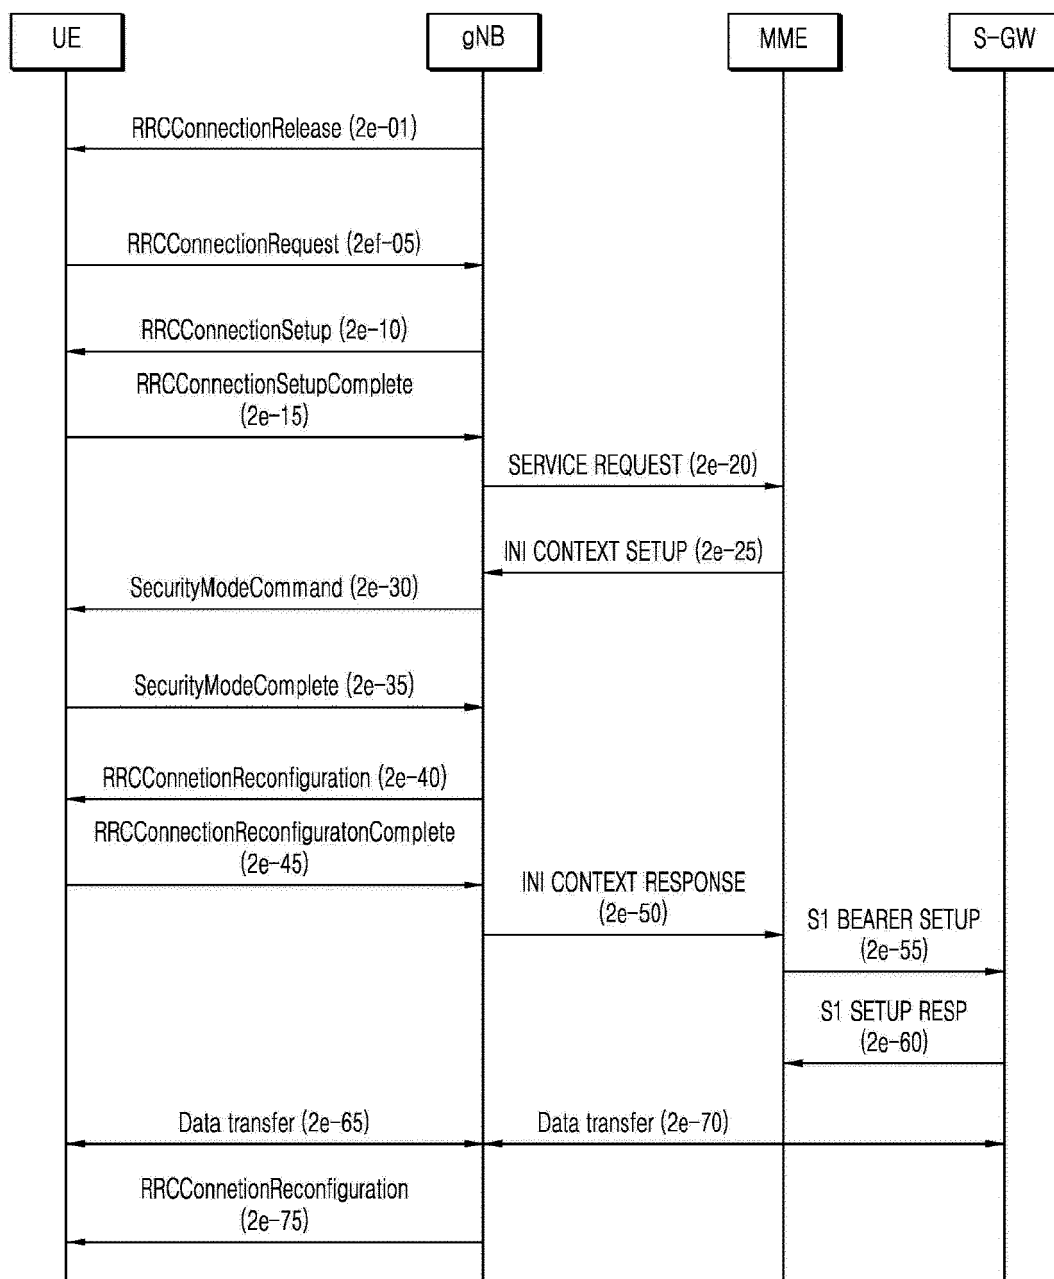 UE
gNB
MME
S-GW
RRCConnectionRelease (2e-01)
RRCConnectionRequest (2ef-05)
RRCConnectionSetup (2e-10)
RRCConnectionSetupComplete
(2e-15)
SERVICE REQUEST (2e-20)
INI CONTEXT SETUP (2e-25)
SecurityModeCommand (2e-30)
SecurityModeComplete (2e-35)
RRCConnetionReconfiguration (2e-40)
RRCConnectionReconfiguratonComplete
(2e-45)
INI CONTEXT RESPONSE
(2e-50)
S1 BEARER SETUP
(2e-55)
S1 SETUP RESP
(2e-60)
Data transfer (2e-65)
Data transfer (2e-70)
RRCConnetionReconfiguration
(2e-75)